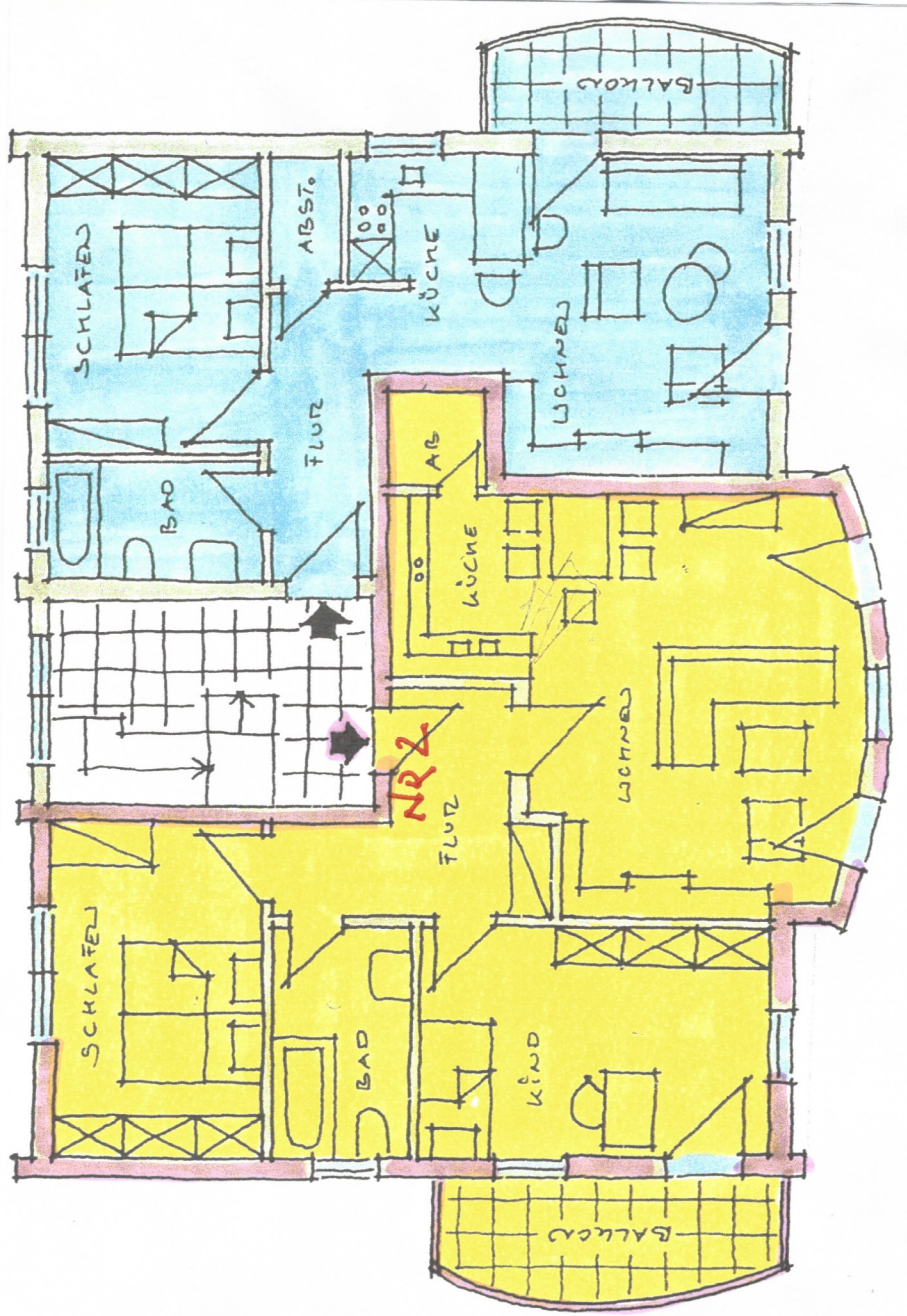 BALKON
SCHLAFEN
ABST.
KÜCHE
WOHNEN
FLUR
BAD
AB
KÜCHE
NR 2
WOHNEN
FLUR
SCHLAFEN
BAD
KIND
BALKON